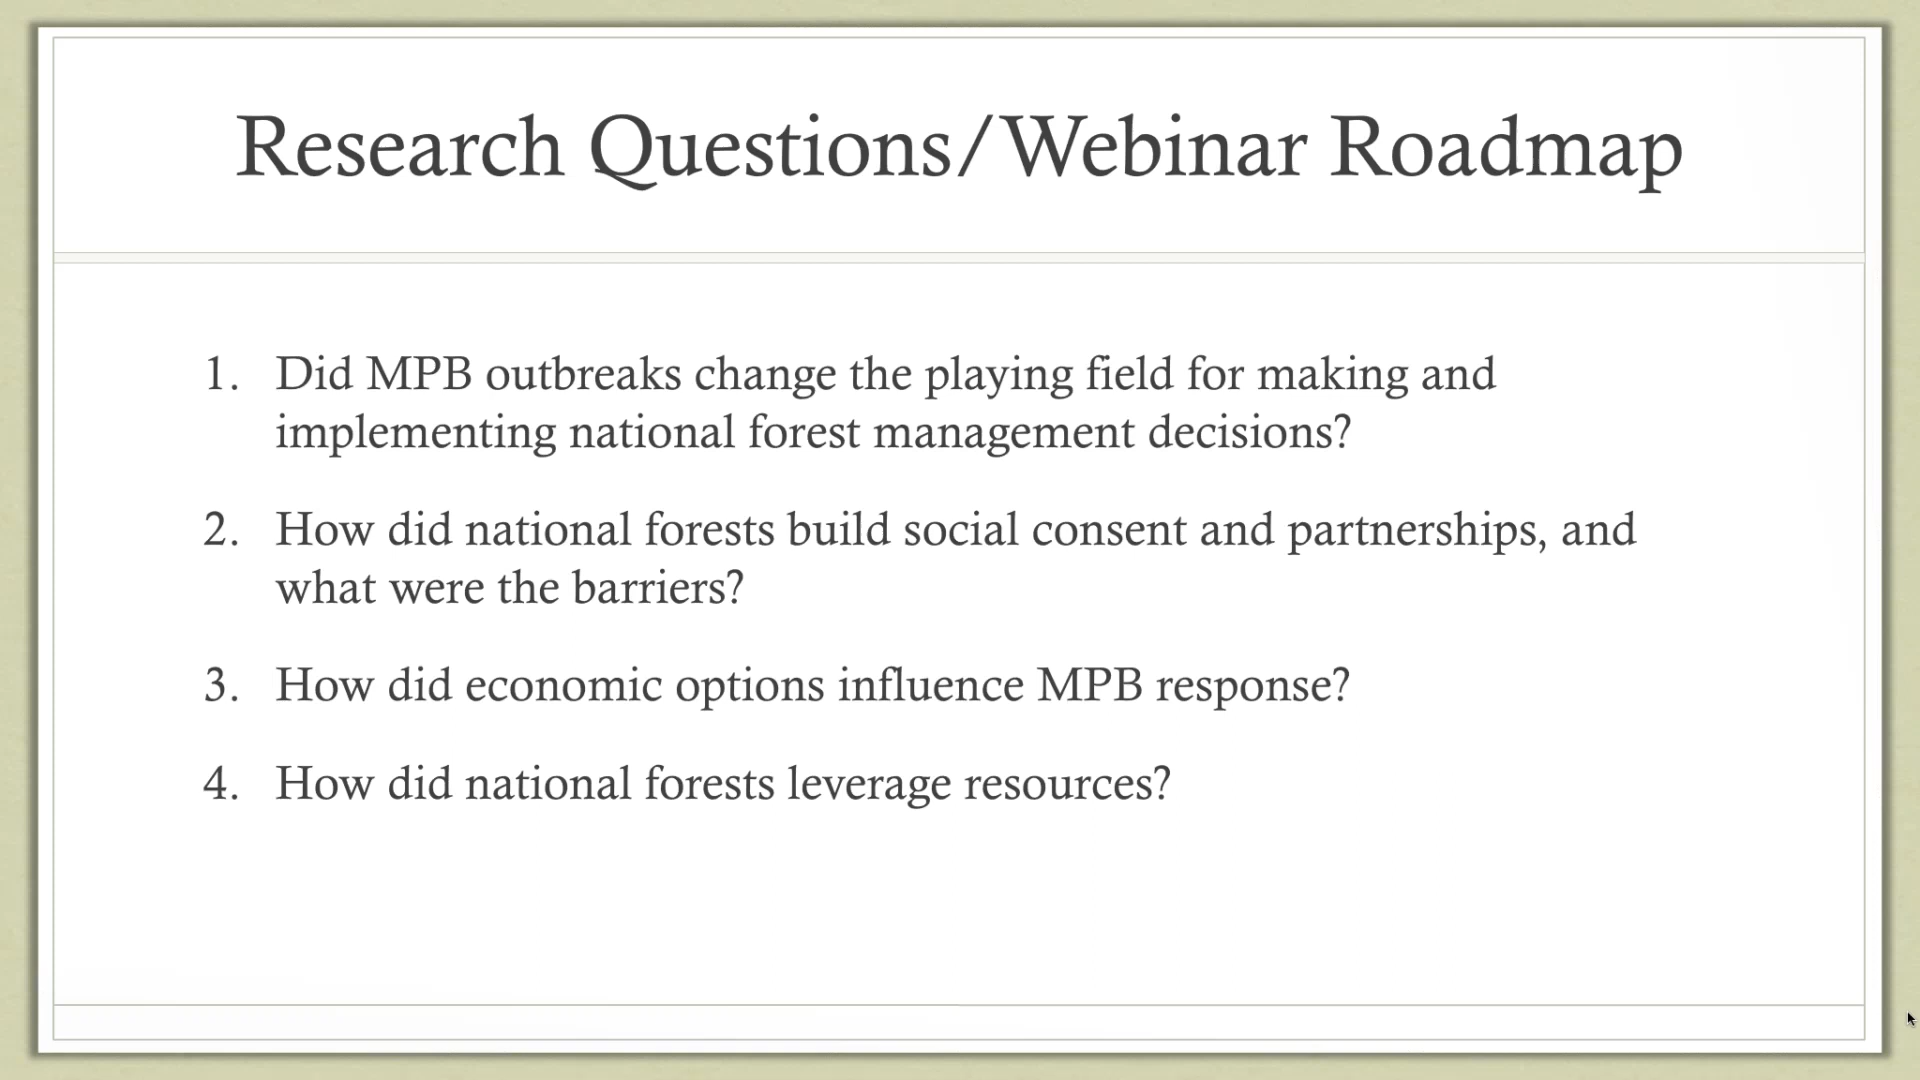 Research Questions/Webinar Roadmap
1. Did MPB outbreaks change the playing field for making and
implementing national forest management decisions?
2. How did national forests build social consent and partnerships, and
what were the barriers?
3. How did economic options influence MPB response?
4. How did national forests leverage resources?